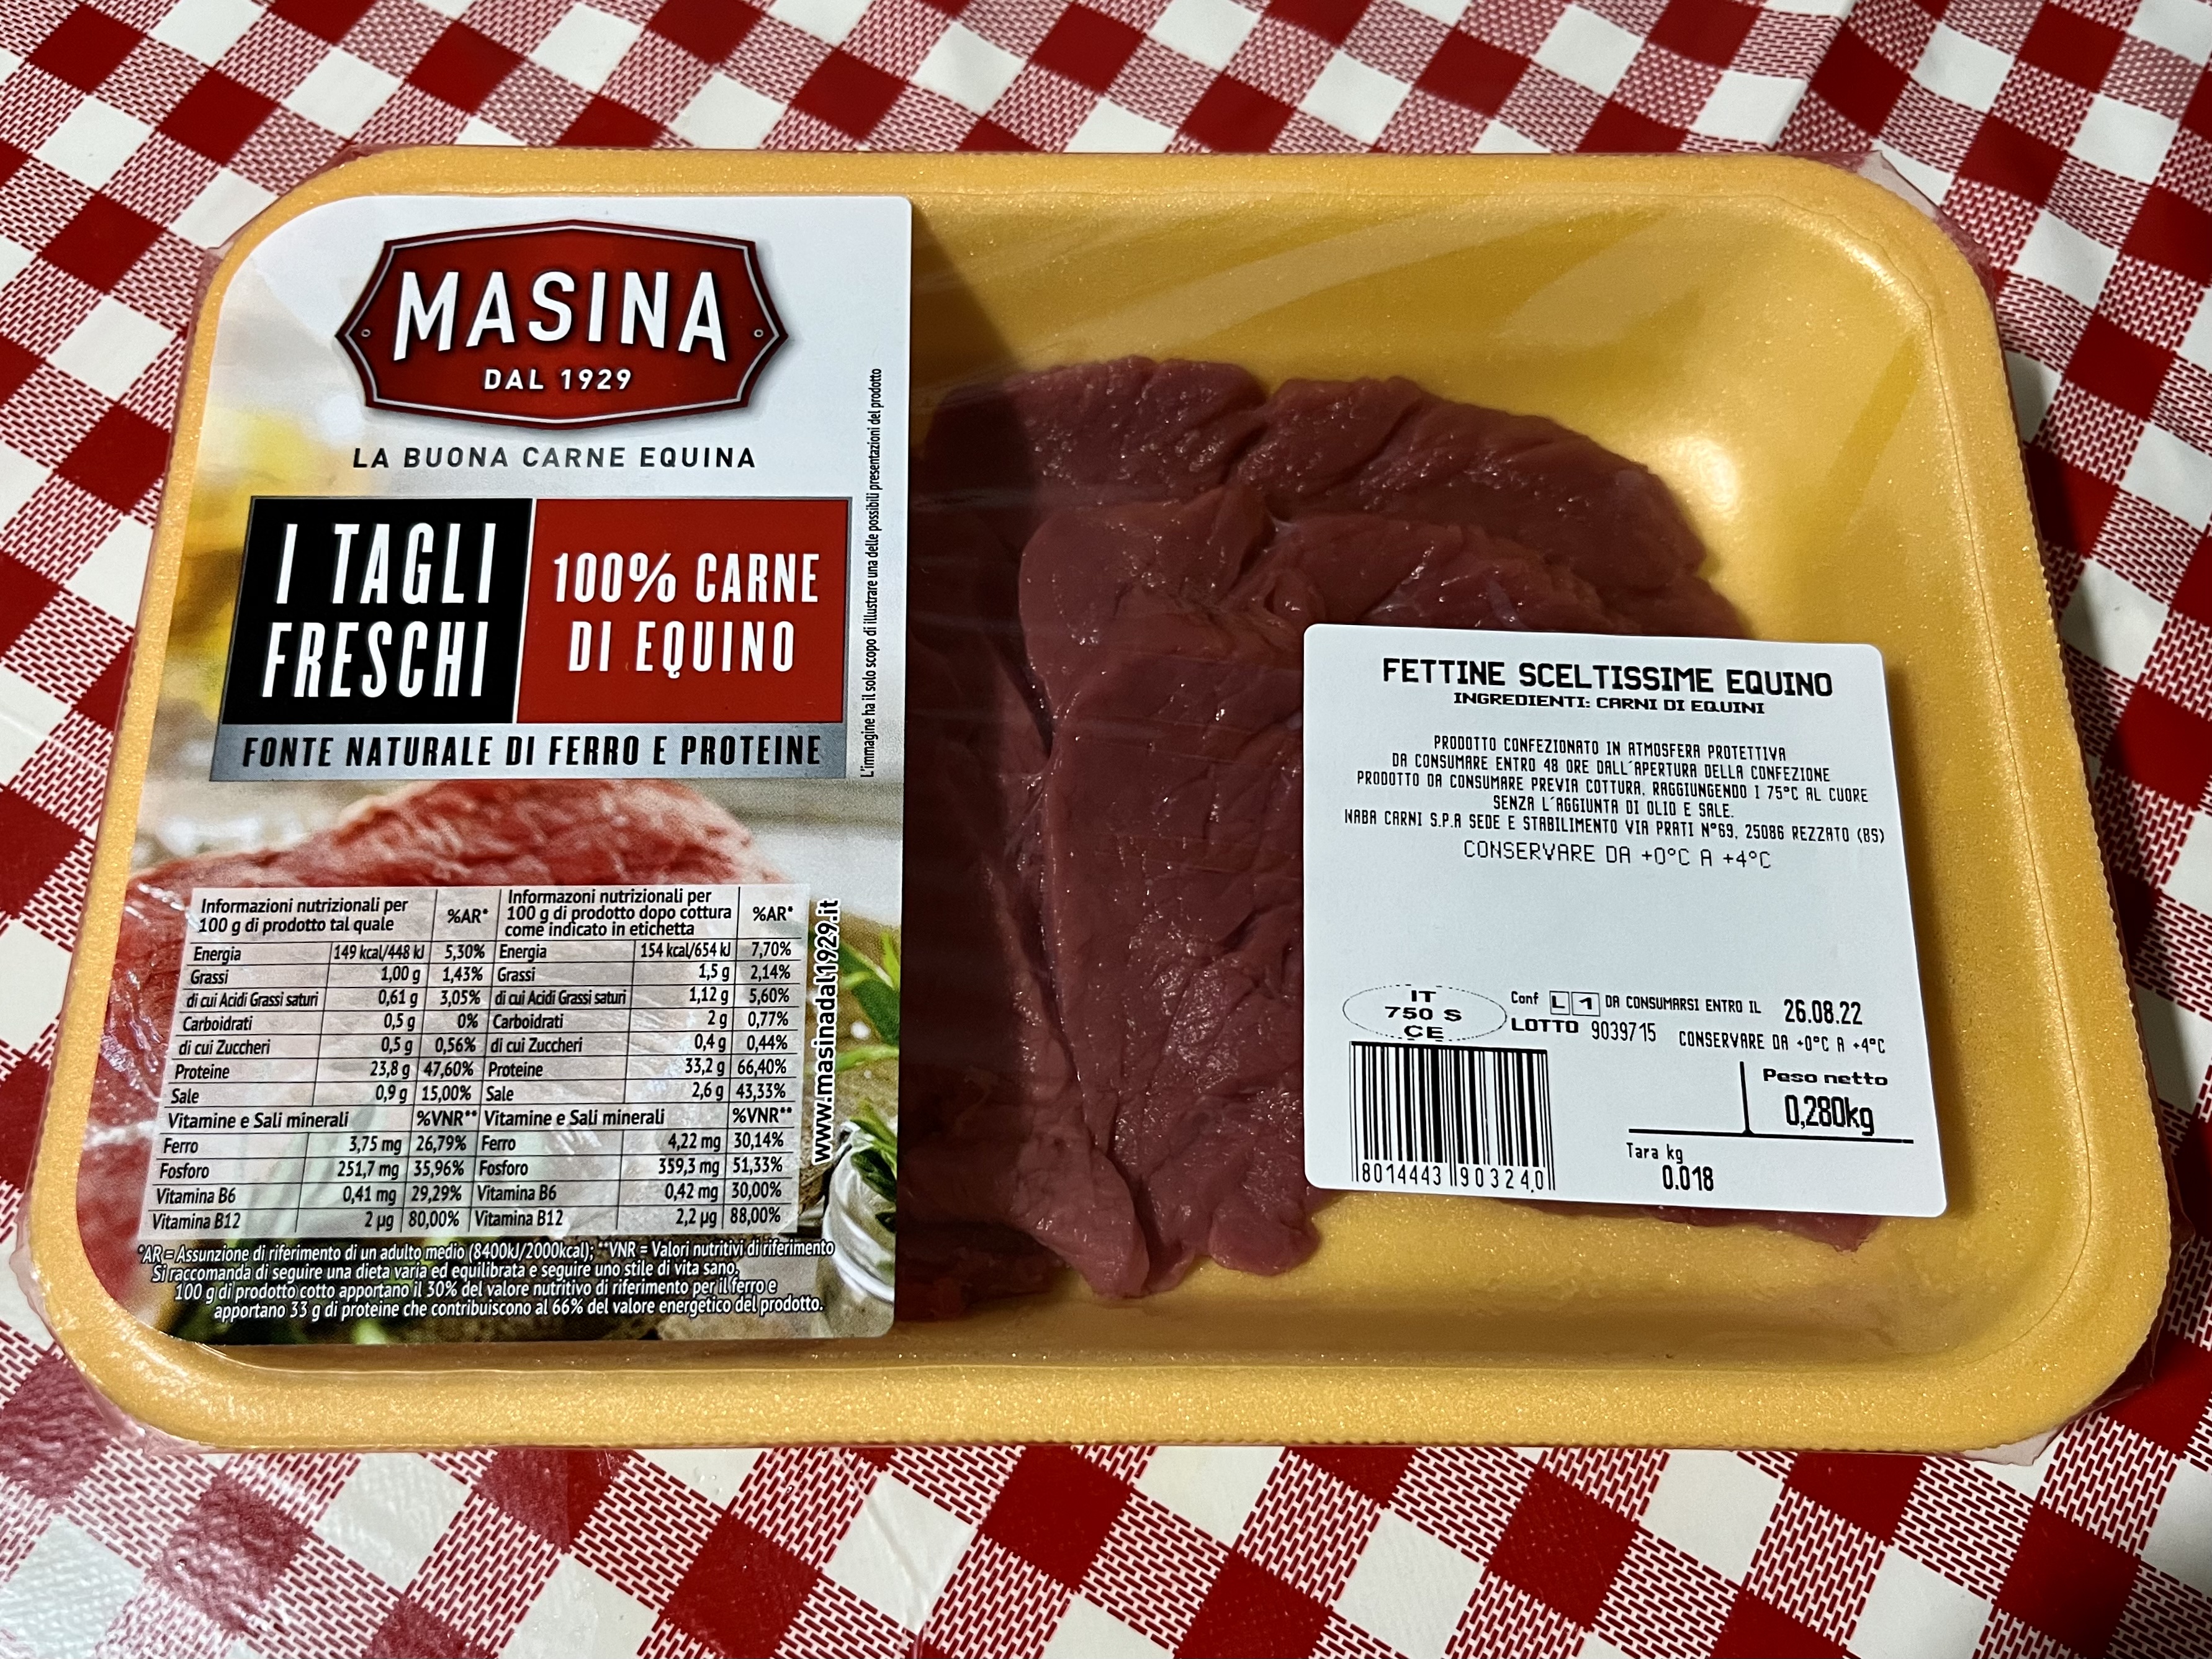 MASINA
DAL 1929
LA BUONA CARNE EQUINA
I TAGLI
FRESCHI
100% CARNE
DI EQUINO
FONTE NATURALE DI FERRO E PROTEINE
L'immagine ha il solo scopo di illustrare una delle possibili presentazioni del prodotto
Informazioni nutrizionali per
100 g di prodotto tal quale
%AR*
Informazoni nutrizionali per
100 g di prodotto dopo cottura
come indicato in etichetta
%AR*
Energia 149 kcal/448 kJ 5,30% Energia 154 kcal/654 kJ 7,70%
Grassi 1,00 g 1,43% Grassi 1,5 g 2,14%
di cui Acidi Grassi saturi 0,61 g 3,05% di cui Acidi Grassi saturi 1,12 g 5,60%
Carboidrati 0,5 g 0% Carboidrati 2 g 0,77%
di cui Zuccheri 0,5 g 0,56% di cui Zuccheri 0,4 g 0,44%
Proteine 23,8 g 47,60% Proteine 33,2 g 66,40%
Sale 0,9 g 15,00% Sale 2,6 g 43,33%
Vitamine e Sali minerali %VNR** Vitamine e Sali minerali %VNR**
Ferro 3,75 mg 26,79% Ferro 4,22 mg 30,14%
Fosforo 251,7 mg 35,96% Fosforo 359,3 mg 51,33%
Vitamina B6 0,41 mg 29,29% Vitamina B6 0,42 mg 30,00%
Vitamina B12 2 µg 80,00% Vitamina B12 2,2 µg 88,00%
*AR = Assunzione di riferimento di un adulto medio (8400kJ/2000kcal); **VNR = Valori nutritivi di riferimento
Si raccomanda di seguire una dieta varia ed equilibrata e seguire uno stile di vita sano.
100 g di prodotto cotto apportano il 30% del valore nutritivo di riferimento per il ferro e
apportano 33 g di proteine che contribuiscono al 66% del valore energetico del prodotto.
www.masinadal1929.it
FETTINE SCELTISSIME EQUINO
INGREDIENTI: CARNI DI EQUINI
PRODOTTO CONFEZIONATO IN ATMOSFERA PROTETTIVA
DA CONSUMARE ENTRO 48 ORE DALL'APERTURA DELLA CONFEZIONE
PRODOTTO DA CONSUMARE PREVIA COTTURA, RAGGIUNGENDO I 75°C AL CUORE
SENZA L'AGGIUNTA DI OLIO E SALE.
NABA CARNI S.P.A SEDE E STABILIMENTO VIA PRATI N°69, 25086 REZZATO (BS)
CONSERVARE DA +0°C A +4°C
IT
750 S
CE
Conf L 1 DA CONSUMARSI ENTRO IL 26.08.22
LOTTO 9039715 CONSERVARE DA +0°C A +4°C
Peso netto
0,280kg
Tara kg
0.018
8014443 903240